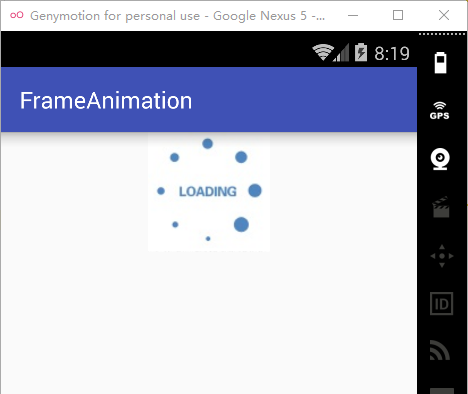 Genymotion for personal use - Google Nexus 5 -...
8:19
GPS
FrameAnimation
LOADING
ID